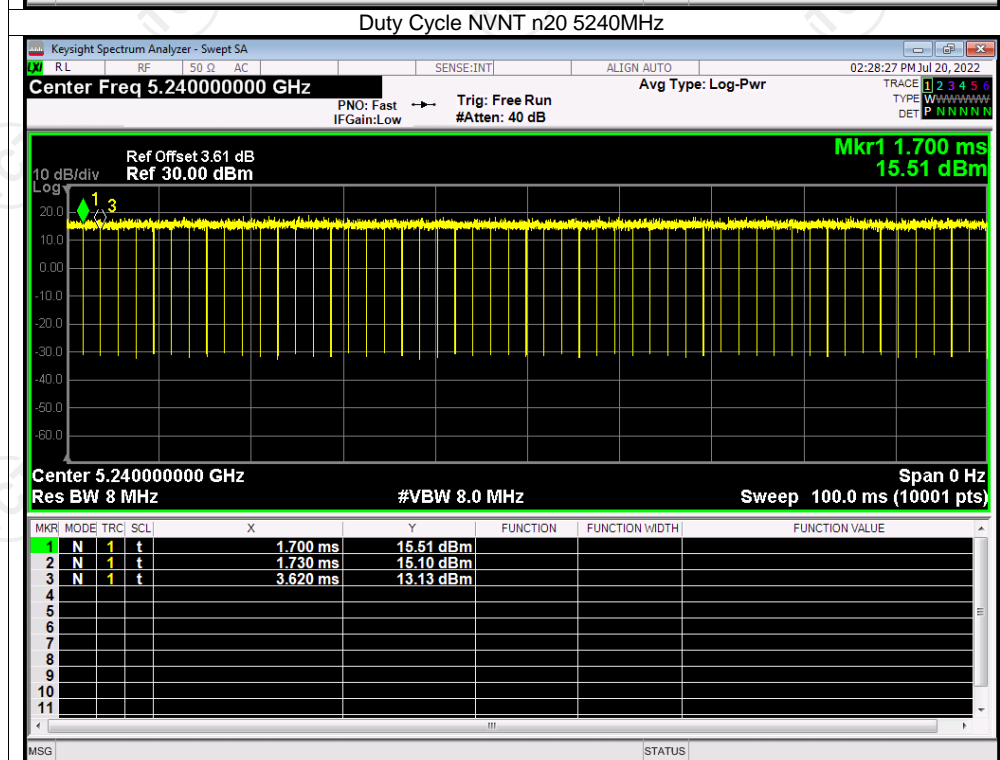 Duty Cycle NVNT n20 5240MHz
Keysight Spectrum Analyzer - Swept SA
LXI RL RF 50 Ω AC SENSE:INT ALIGN AUTO 02:28:27 PM Jul 20, 2022
Center Freq 5.240000000 GHz Avg Type: Log-Pwr TRACE 1 2 3 4 5 6
PNO: Fast Trig: Free Run TYPE WWWWWW
IFGain:Low #Atten: 40 dB DET P N N N N N
Mkr1 1.700 ms
Ref Offset 3.61 dB 15.51 dBm
10 dB/div Ref 30.00 dBm
Log
1 3
20.0
10.0
0.00
-10.0
-20.0
-30.0
-40.0
-50.0
-60.0
Center 5.240000000 GHz Span 0 Hz
Res BW 8 MHz #VBW 8.0 MHz Sweep 100.0 ms (10001 pts)
MKR MODE TRC SCL X Y FUNCTION FUNCTION WIDTH FUNCTION VALUE
1 N 1 t 1.700 ms 15.51 dBm
2 N 1 t 1.730 ms 15.10 dBm
3 N 1 t 3.620 ms 13.13 dBm
4
5
6
7
8
9
10
11
MSG STATUS